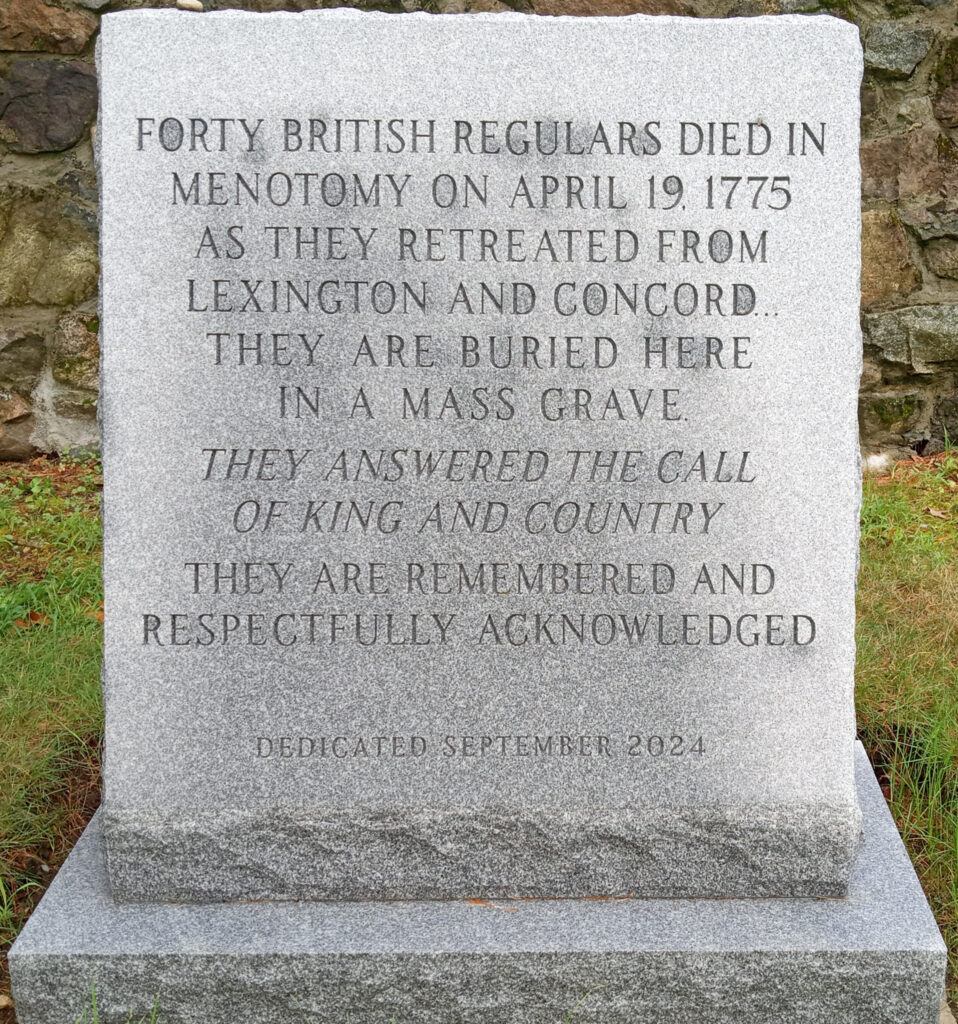 FORTY BRITISH REGULARS DIED IN
MENOTOMY ON APRIL 19, 1775
AS THEY RETREATED FROM
LEXINGTON AND CONCORD...
THEY ARE BURIED HERE
IN A MASS GRAVE.
THEY ANSWERED THE CALL
OF KING AND COUNTRY
THEY ARE REMEMBERED AND
RESPECTFULLY ACKNOWLEDGED
DEDICATED SEPTEMBER 2024